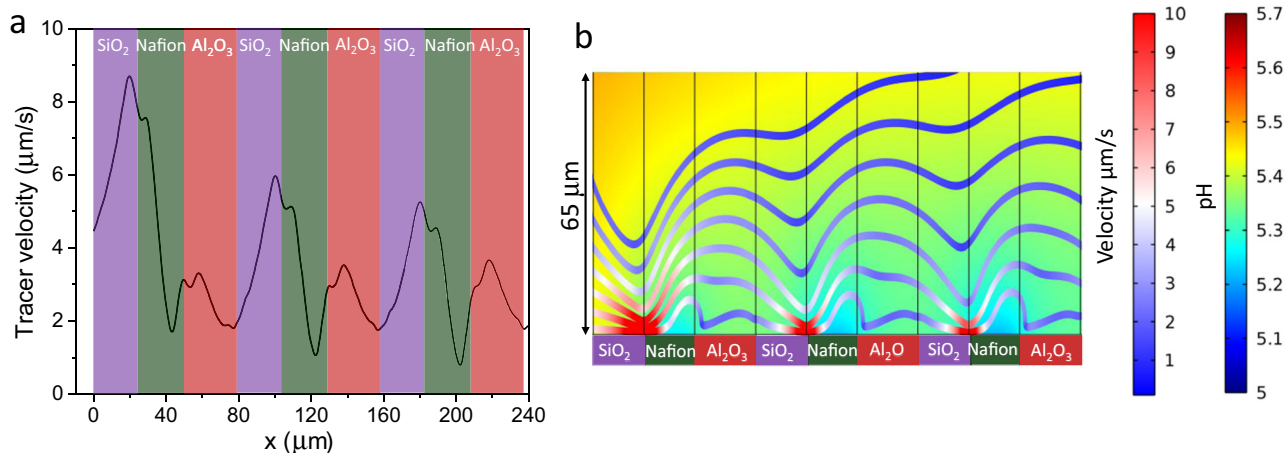 a
SiO₂ Nafion Al₂O₃ SiO₂ Nafion Al₂O₃ SiO₂ Nafion Al₂O₃
10
8
6
4
2
0
Tracer velocity (μm/s)
0 40 80 120 160 200 240
x (μm)
b
65 μm
SiO₂ Nafion Al₂O₃ SiO₂ Nafion Al₂O SiO₂ Nafion Al₂O₃
Velocity μm/s
10
9
8
7
6
5
4
3
2
1
pH
5.7
5.6
5.5
5.4
5.3
5.2
5.1
5